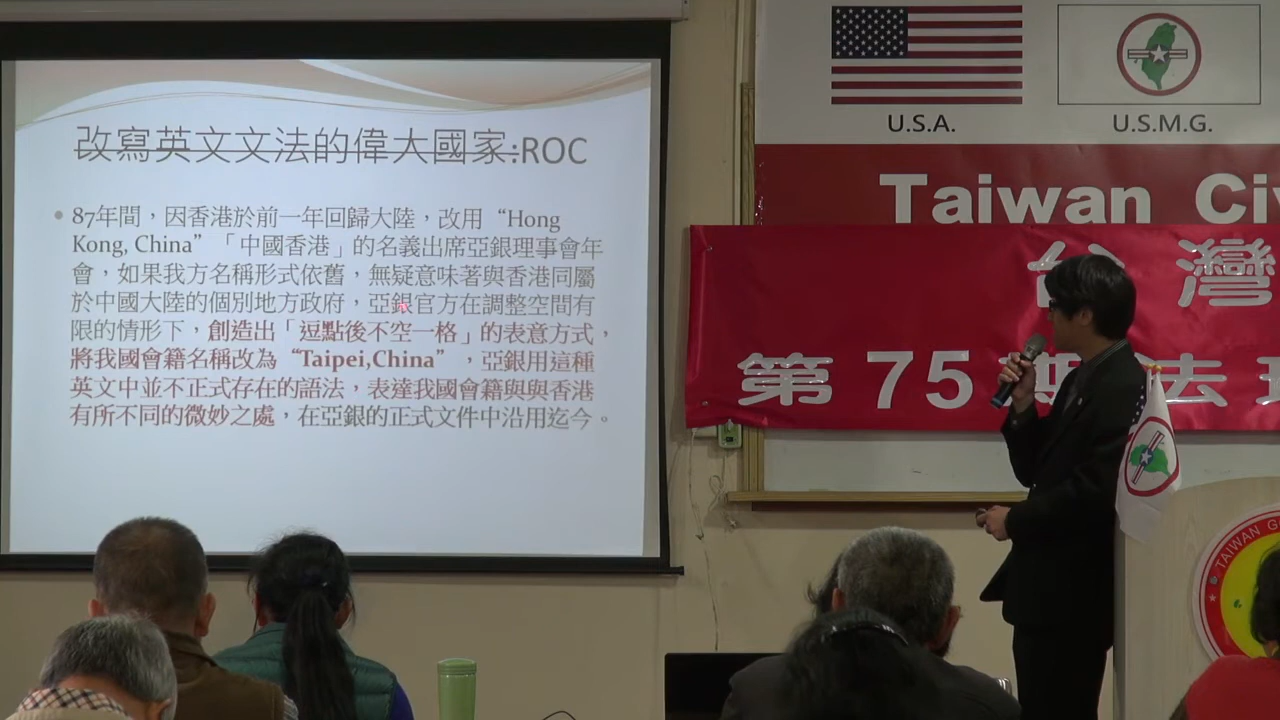 改寫英文文法的偉大國家:ROC
• 87年間，因香港於前一年回歸大陸，改用“Hong
Kong, China”「中國香港」的名義出席亞銀理事會年
會，如果我方名稱形式依舊，無疑意味著與香港同屬
於中國大陸的個別地方政府，亞銀官方在調整空間有
限的情形下，創造出「逗點後不空一格」的表意方式，
將我國會籍名稱改為“Taipei,China”，亞銀用這種
英文中並不正式存在的語法，表達我國會籍與與香港
有所不同的微妙之處，在亞銀的正式文件中沿用迄今。
U.S.A.
U.S.M.G.
Taiwan Civ
台灣
第75期法理
TAIWAN G